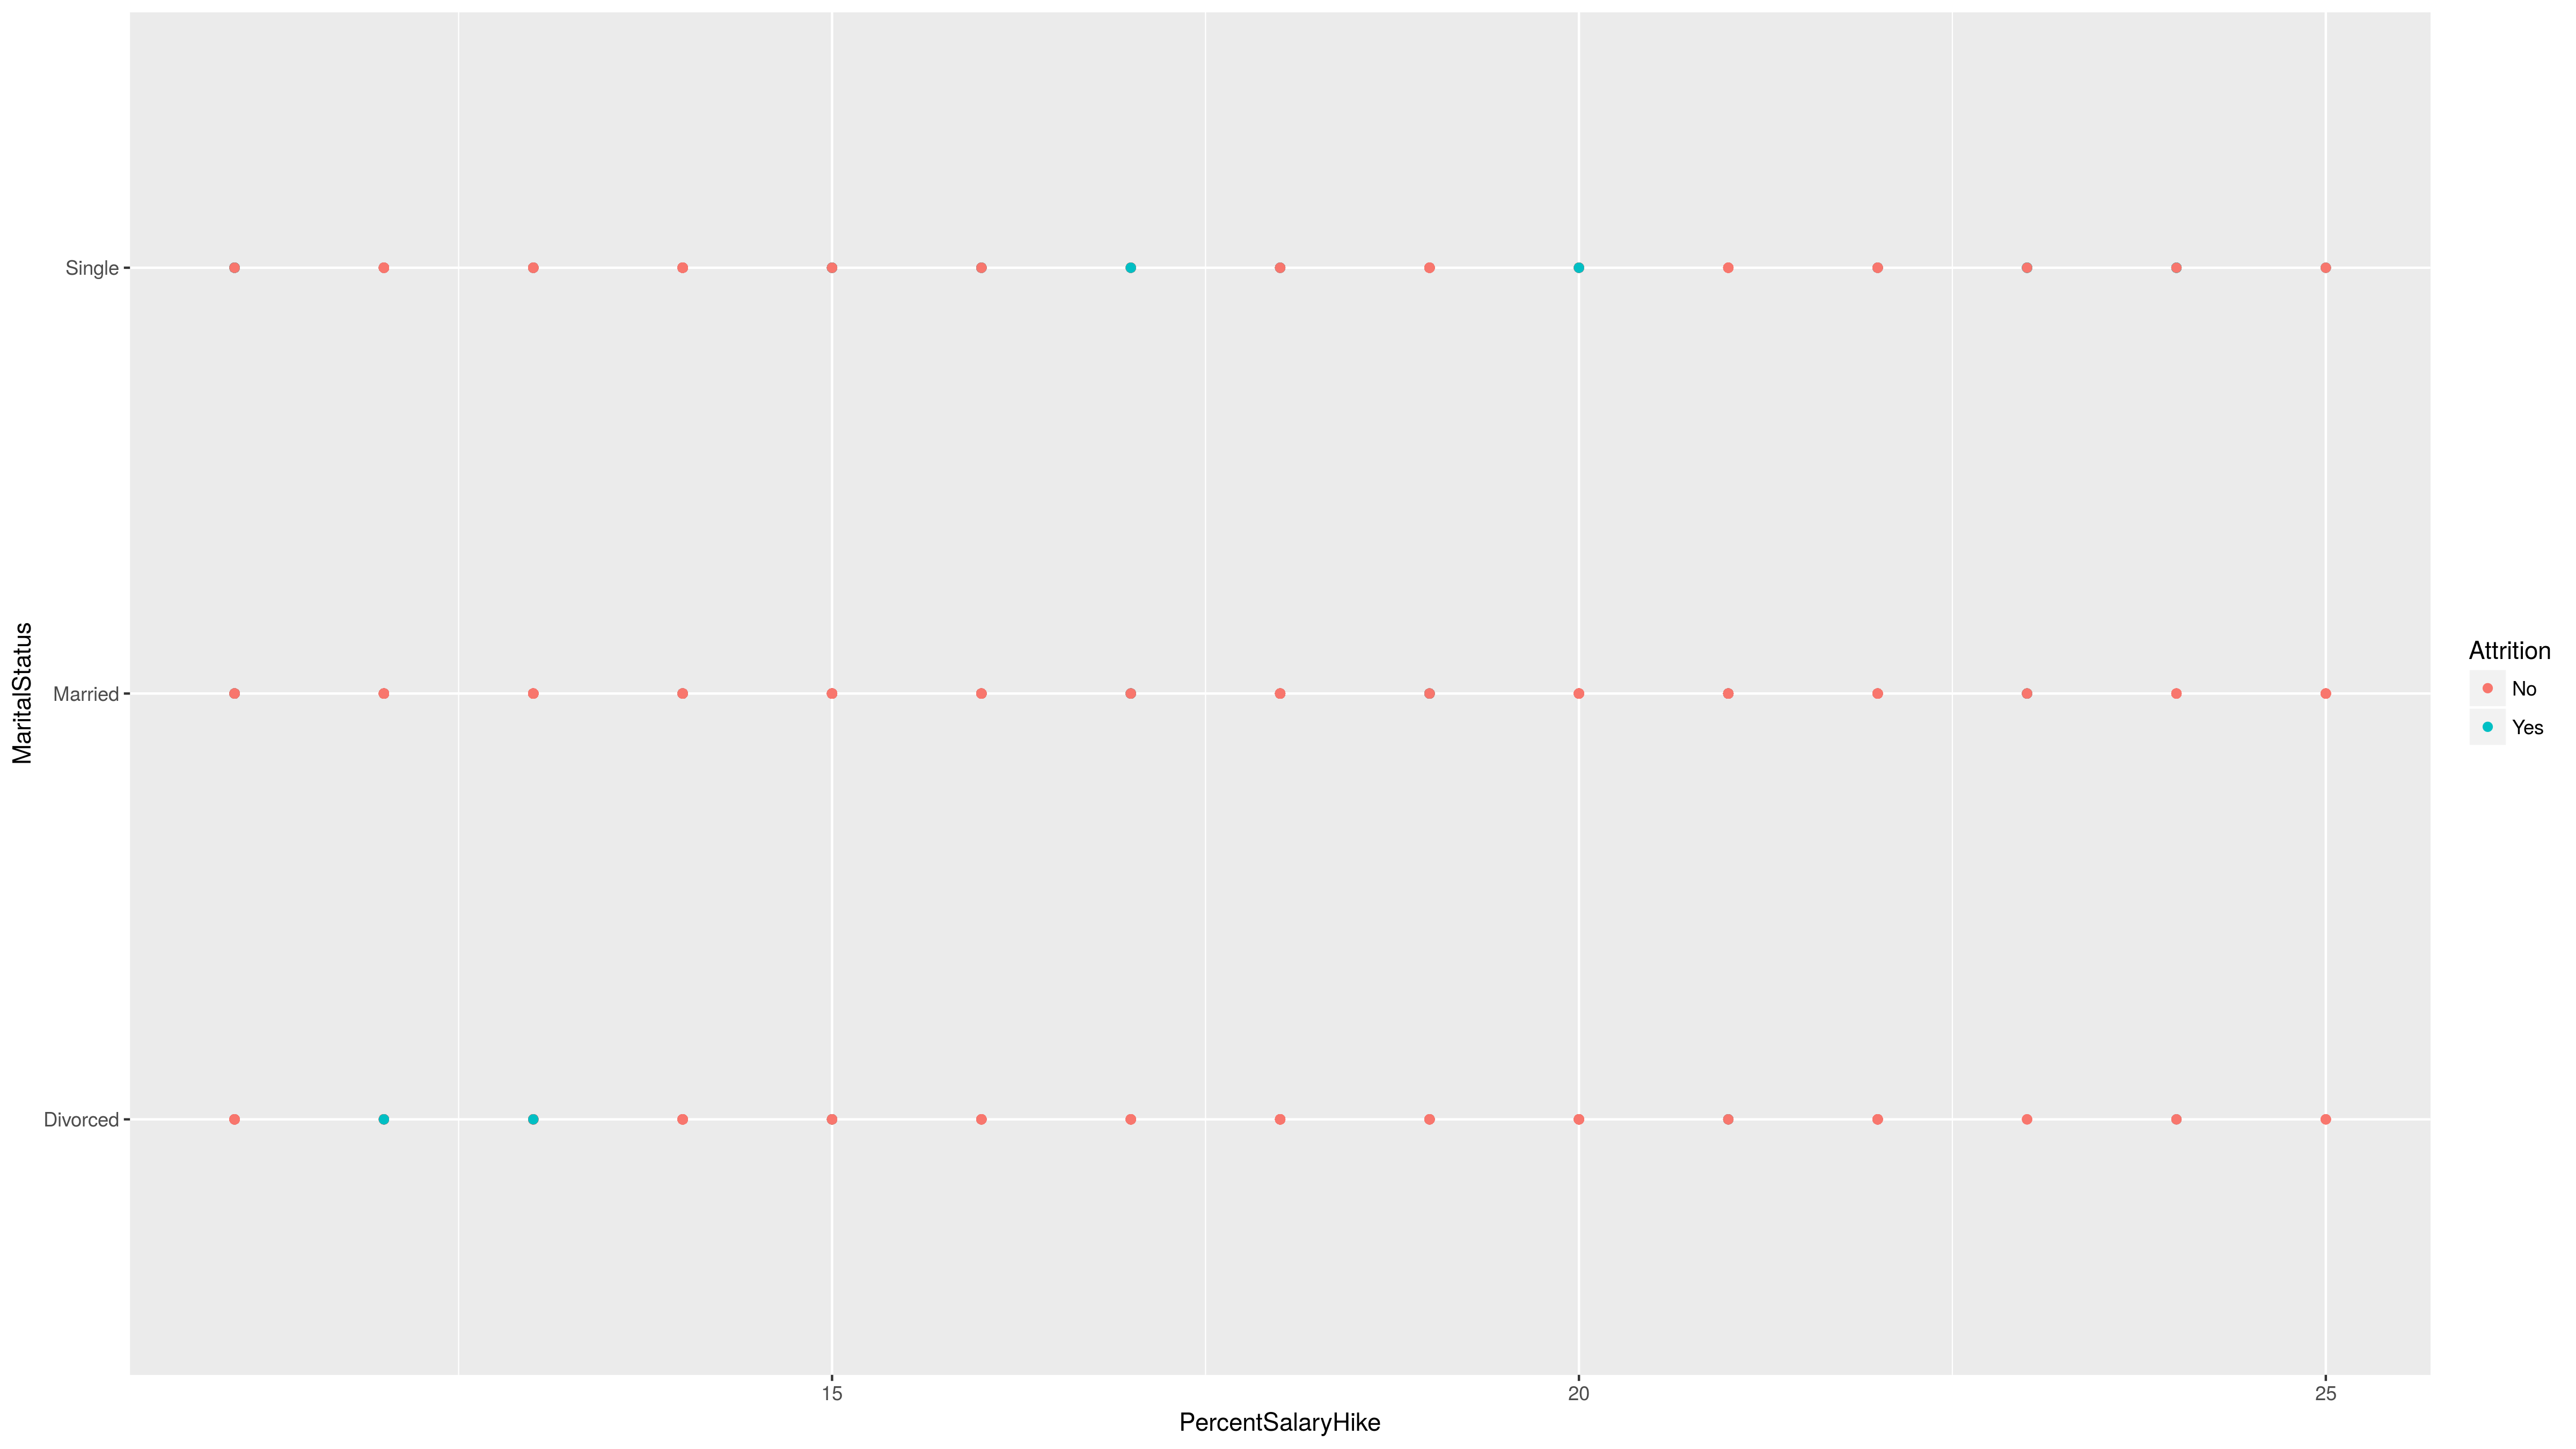 Single
Married
Divorced
MaritalStatus
15
20
25
PercentSalaryHike
Attrition
No
Yes